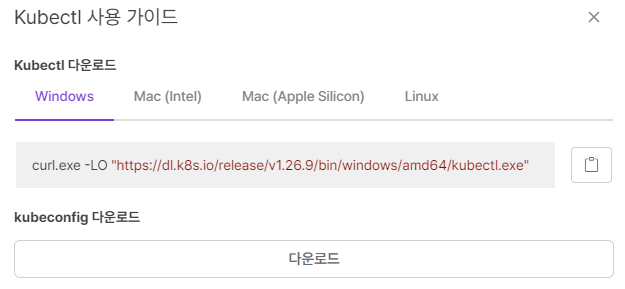 Kubectl 사용 가이드
Kubectl 다운로드
Windows Mac (Intel) Mac (Apple Silicon) Linux
curl.exe -LO "https://dl.k8s.io/release/v1.26.9/bin/windows/amd64/kubectl.exe"
kubeconfig 다운로드
다운로드